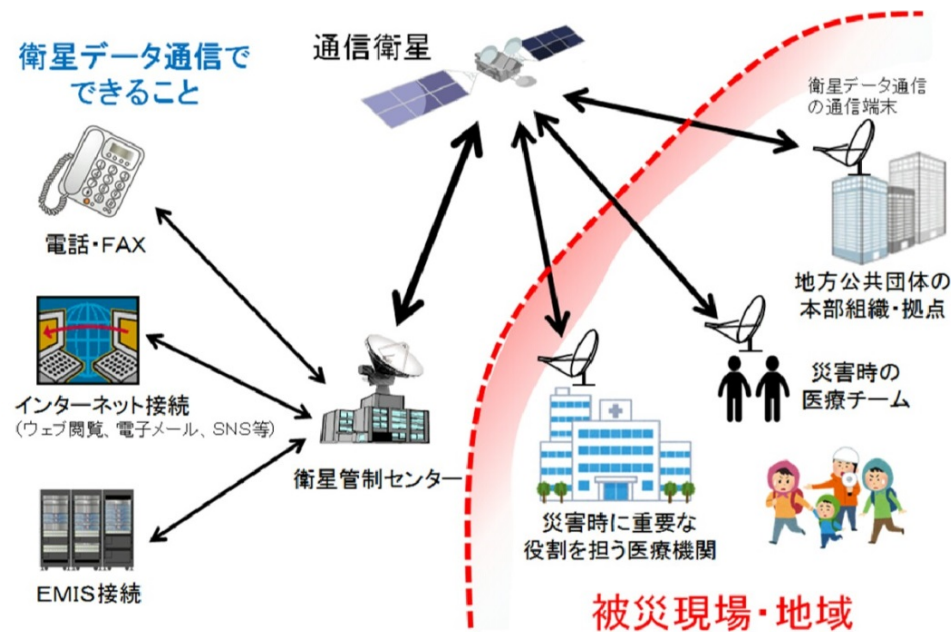 衛星データ通信で
できること
通信衛星
衛星データ通信
の通信端末
電話・FAX
地方公共団体の
本部組織・拠点
インターネット接続
（ウェブ閲覧、電子メール、SNS等）
災害時の
医療チーム
衛星管制センター
災害時に重要な
役割を担う医療機関
EMIS接続
被災現場・地域